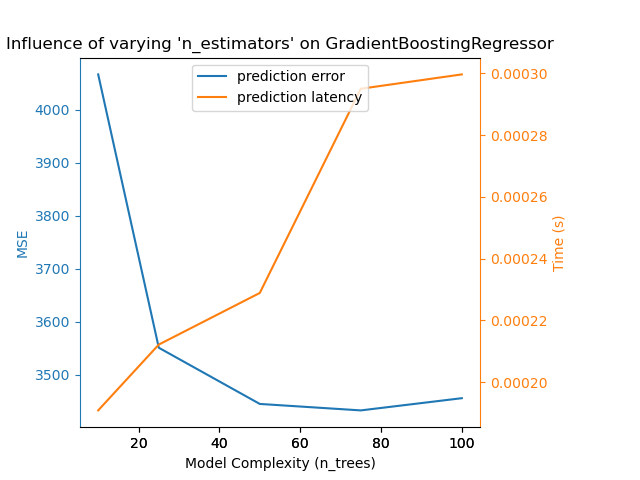 Influence of varying 'n_estimators' on GradientBoostingRegressor
prediction error
prediction latency
MSE
4000
3900
3800
3700
3600
3500
0.00030
0.00028
0.00026
0.00024
0.00022
0.00020
Time (s)
20 40 60 80 100
Model Complexity (n_trees)